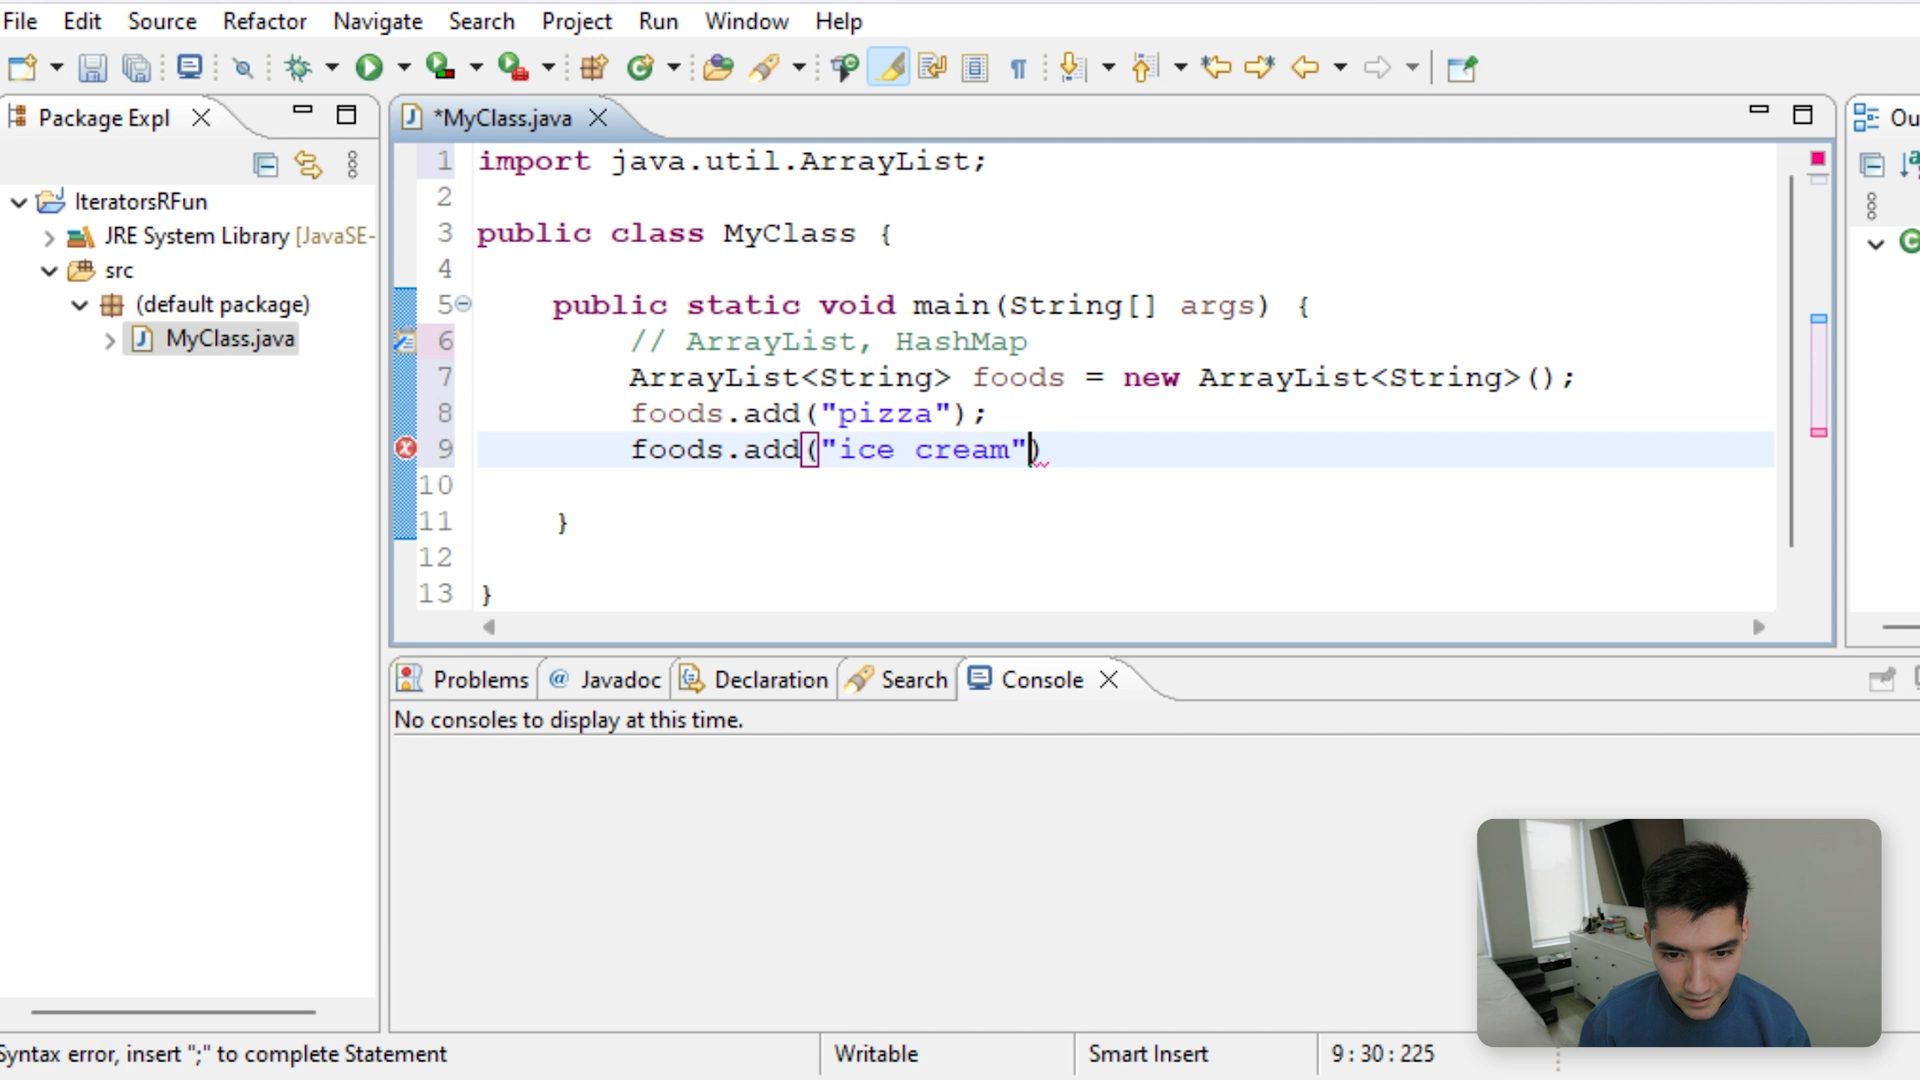 File Edit Source Refactor Navigate Search Project Run Window Help
Package Expl
*MyClass.java
IteratorsRFun
JRE System Library [JavaSE-
src
(default package)
MyClass.java
1 import java.util.ArrayList;
2
3 public class MyClass {
4
5 public static void main(String[] args) {
6 // ArrayList, HashMap
7 ArrayList<String> foods = new ArrayList<String>();
8 foods.add("pizza");
9 foods.add("ice cream")
10
11 }
12
13 }
Ou
Problems @ Javadoc Declaration Search Console
No consoles to display at this time.
Syntax error, insert ";" to complete Statement
Writable
Smart Insert
9 : 30 : 225